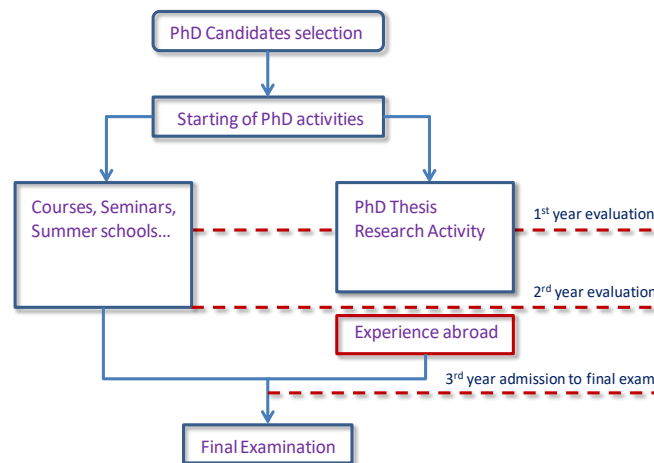 PhD Candidates selection
Starting of PhD activities
Courses, Seminars,
Summer schools...
PhD Thesis
Research Activity
1st year evaluation
2rd year evaluation
Experience abroad
3rd year admission to final exam
Final Examination